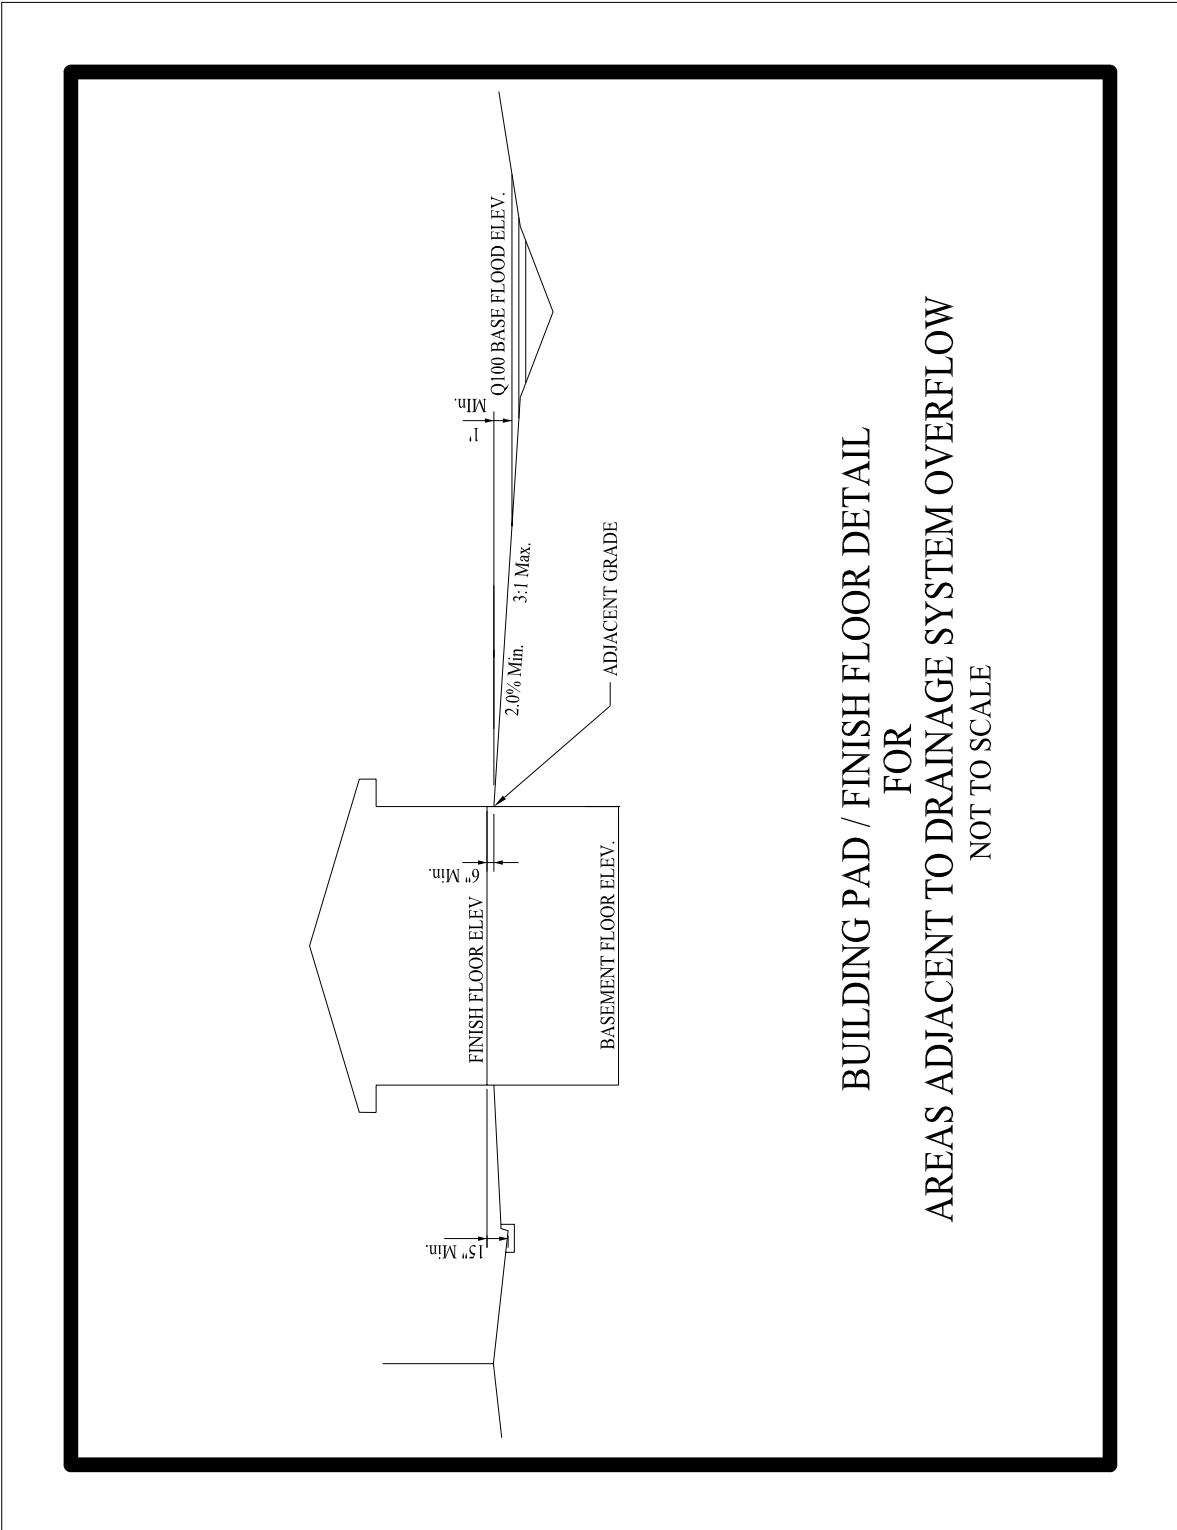 15" Min.
FINISH FLOOR ELEV
6" Min.
BASEMENT FLOOR ELEV.
ADJACENT GRADE
2.0% Min.
3:1 Max.
1'
MIn.
Q100 BASE FLOOD ELEV.
BUILDING PAD / FINISH FLOOR DETAIL
FOR
AREAS ADJACENT TO DRAINAGE SYSTEM OVERFLOW
NOT TO SCALE